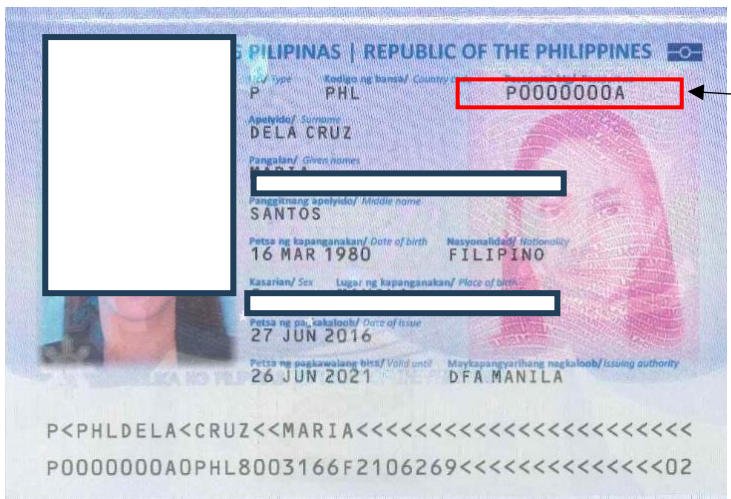 PILIPINAS | REPUBLIC OF THE PHILIPPINES
Type Kodigo ng bansa/ Country
P PHL P0000000A
Apelyido/ Surname
DELA CRUZ
Pangalan/ Given names
Panggitnang apelyido/ Middle name
SANTOS
Petsa ng kapanganakan/ Date of birth Nasyonalidad/ Nationality
16 MAR 1980 FILIPINO
Kasarian/ Sex Lugar ng kapanganakan/ Place of birth
Petsa ng pagkakaloob/ Date of issue
27 JUN 2016
Petsa ng pagkawalang bisa/ Valid until Maykapangyarihang nagkaloob/ Issuing authority
26 JUN 2021 DFA MANILA
P<PHLDELA<CRUZ<<MARIA<<<<<<<<<<<<<<<<<<<<<<<
P0000000A0PHL8003166F2106269<<<<<<<<<<<<<<02